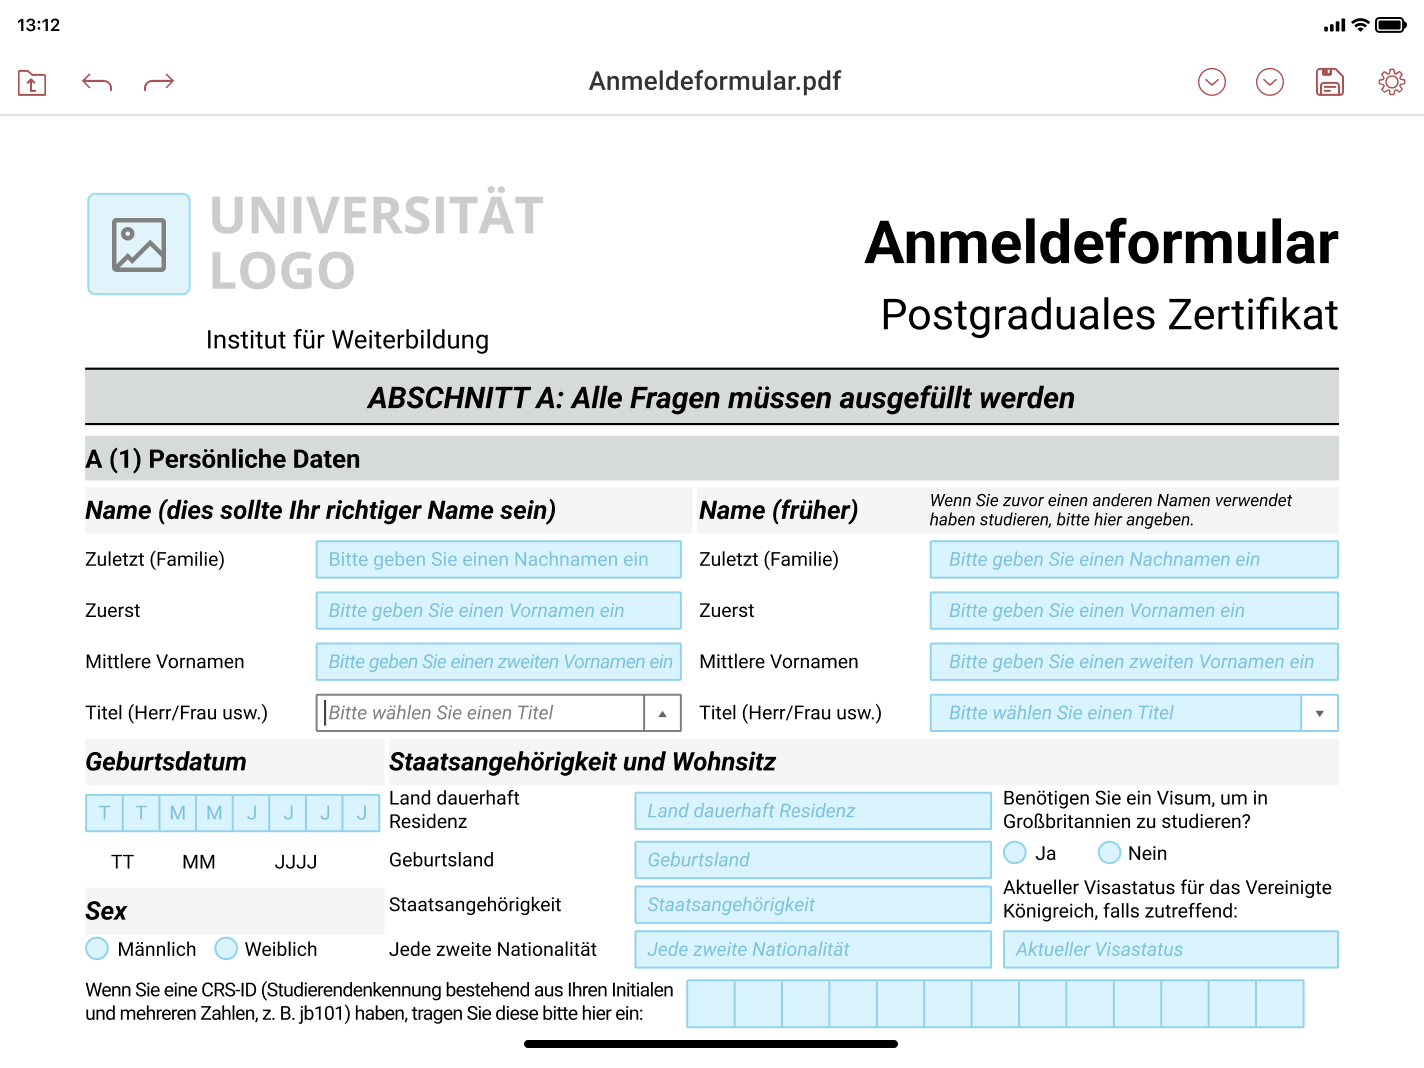 13:12
Anmeldeformular.pdf
UNIVERSITÄT
LOGO
Institut für Weiterbildung
Anmeldeformular
Postgraduales Zertifikat
ABSCHNITT A: Alle Fragen müssen ausgefüllt werden
A (1) Persönliche Daten
Name (dies sollte Ihr richtiger Name sein)
Name (früher)
Wenn Sie zuvor einen anderen Namen verwendet
haben studieren, bitte hier angeben.
Zuletzt (Familie)
Bitte geben Sie einen Nachnamen ein
Zuletzt (Familie)
Bitte geben Sie einen Nachnamen ein
Zuerst
Bitte geben Sie einen Vornamen ein
Zuerst
Bitte geben Sie einen Vornamen ein
Mittlere Vornamen
Bitte geben Sie einen zweiten Vornamen ein
Mittlere Vornamen
Bitte geben Sie einen zweiten Vornamen ein
Titel (Herr/Frau usw.)
Bitte wählen Sie einen Titel
Titel (Herr/Frau usw.)
Bitte wählen Sie einen Titel
Geburtsdatum
T T M M J J J J
TT MM JJJJ
Sex
Männlich Weiblich
Staatsangehörigkeit und Wohnsitz
Land dauerhaft
Residenz
Land dauerhaft Residenz
Geburtsland
Geburtsland
Staatsangehörigkeit
Staatsangehörigkeit
Jede zweite Nationalität
Jede zweite Nationalität
Benötigen Sie ein Visum, um in
Großbritannien zu studieren?
Ja Nein
Aktueller Visastatus für das Vereinigte
Königreich, falls zutreffend:
Aktueller Visastatus
Wenn Sie eine CRS-ID (Studierendenkennung bestehend aus Ihren Initialen
und mehreren Zahlen, z. B. jb101) haben, tragen Sie diese bitte hier ein: